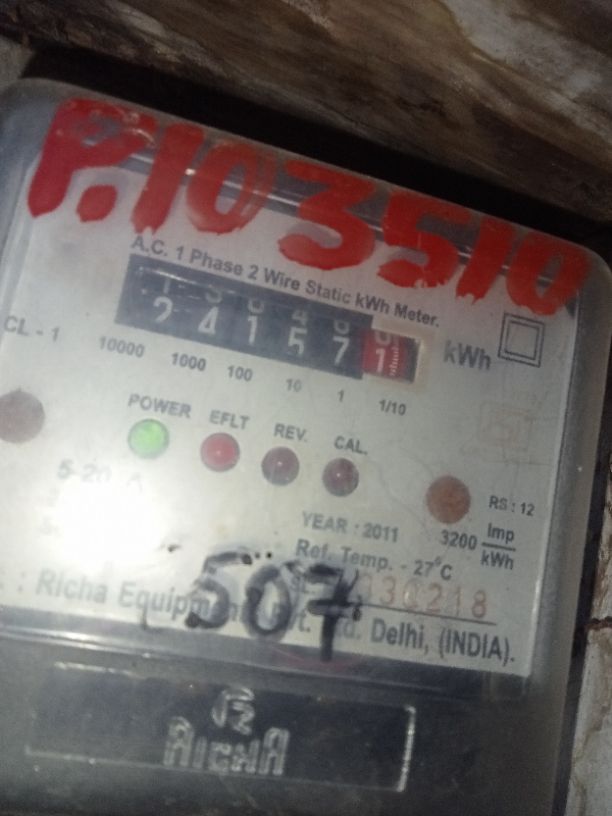 P.103510
A.C. 1 Phase 2 Wire Static kWh Meter.
2 4 1 5 7 1 kWh
CL - 1 10000 1000 100 10 1 1/10
POWER EFLT REV. CAL.
5-20 A
RS : 12
YEAR : 2011 3200 Imp/kWh
Ref. Temp. - 27°C
507
Richa Delhi, (INDIA).
RICHA